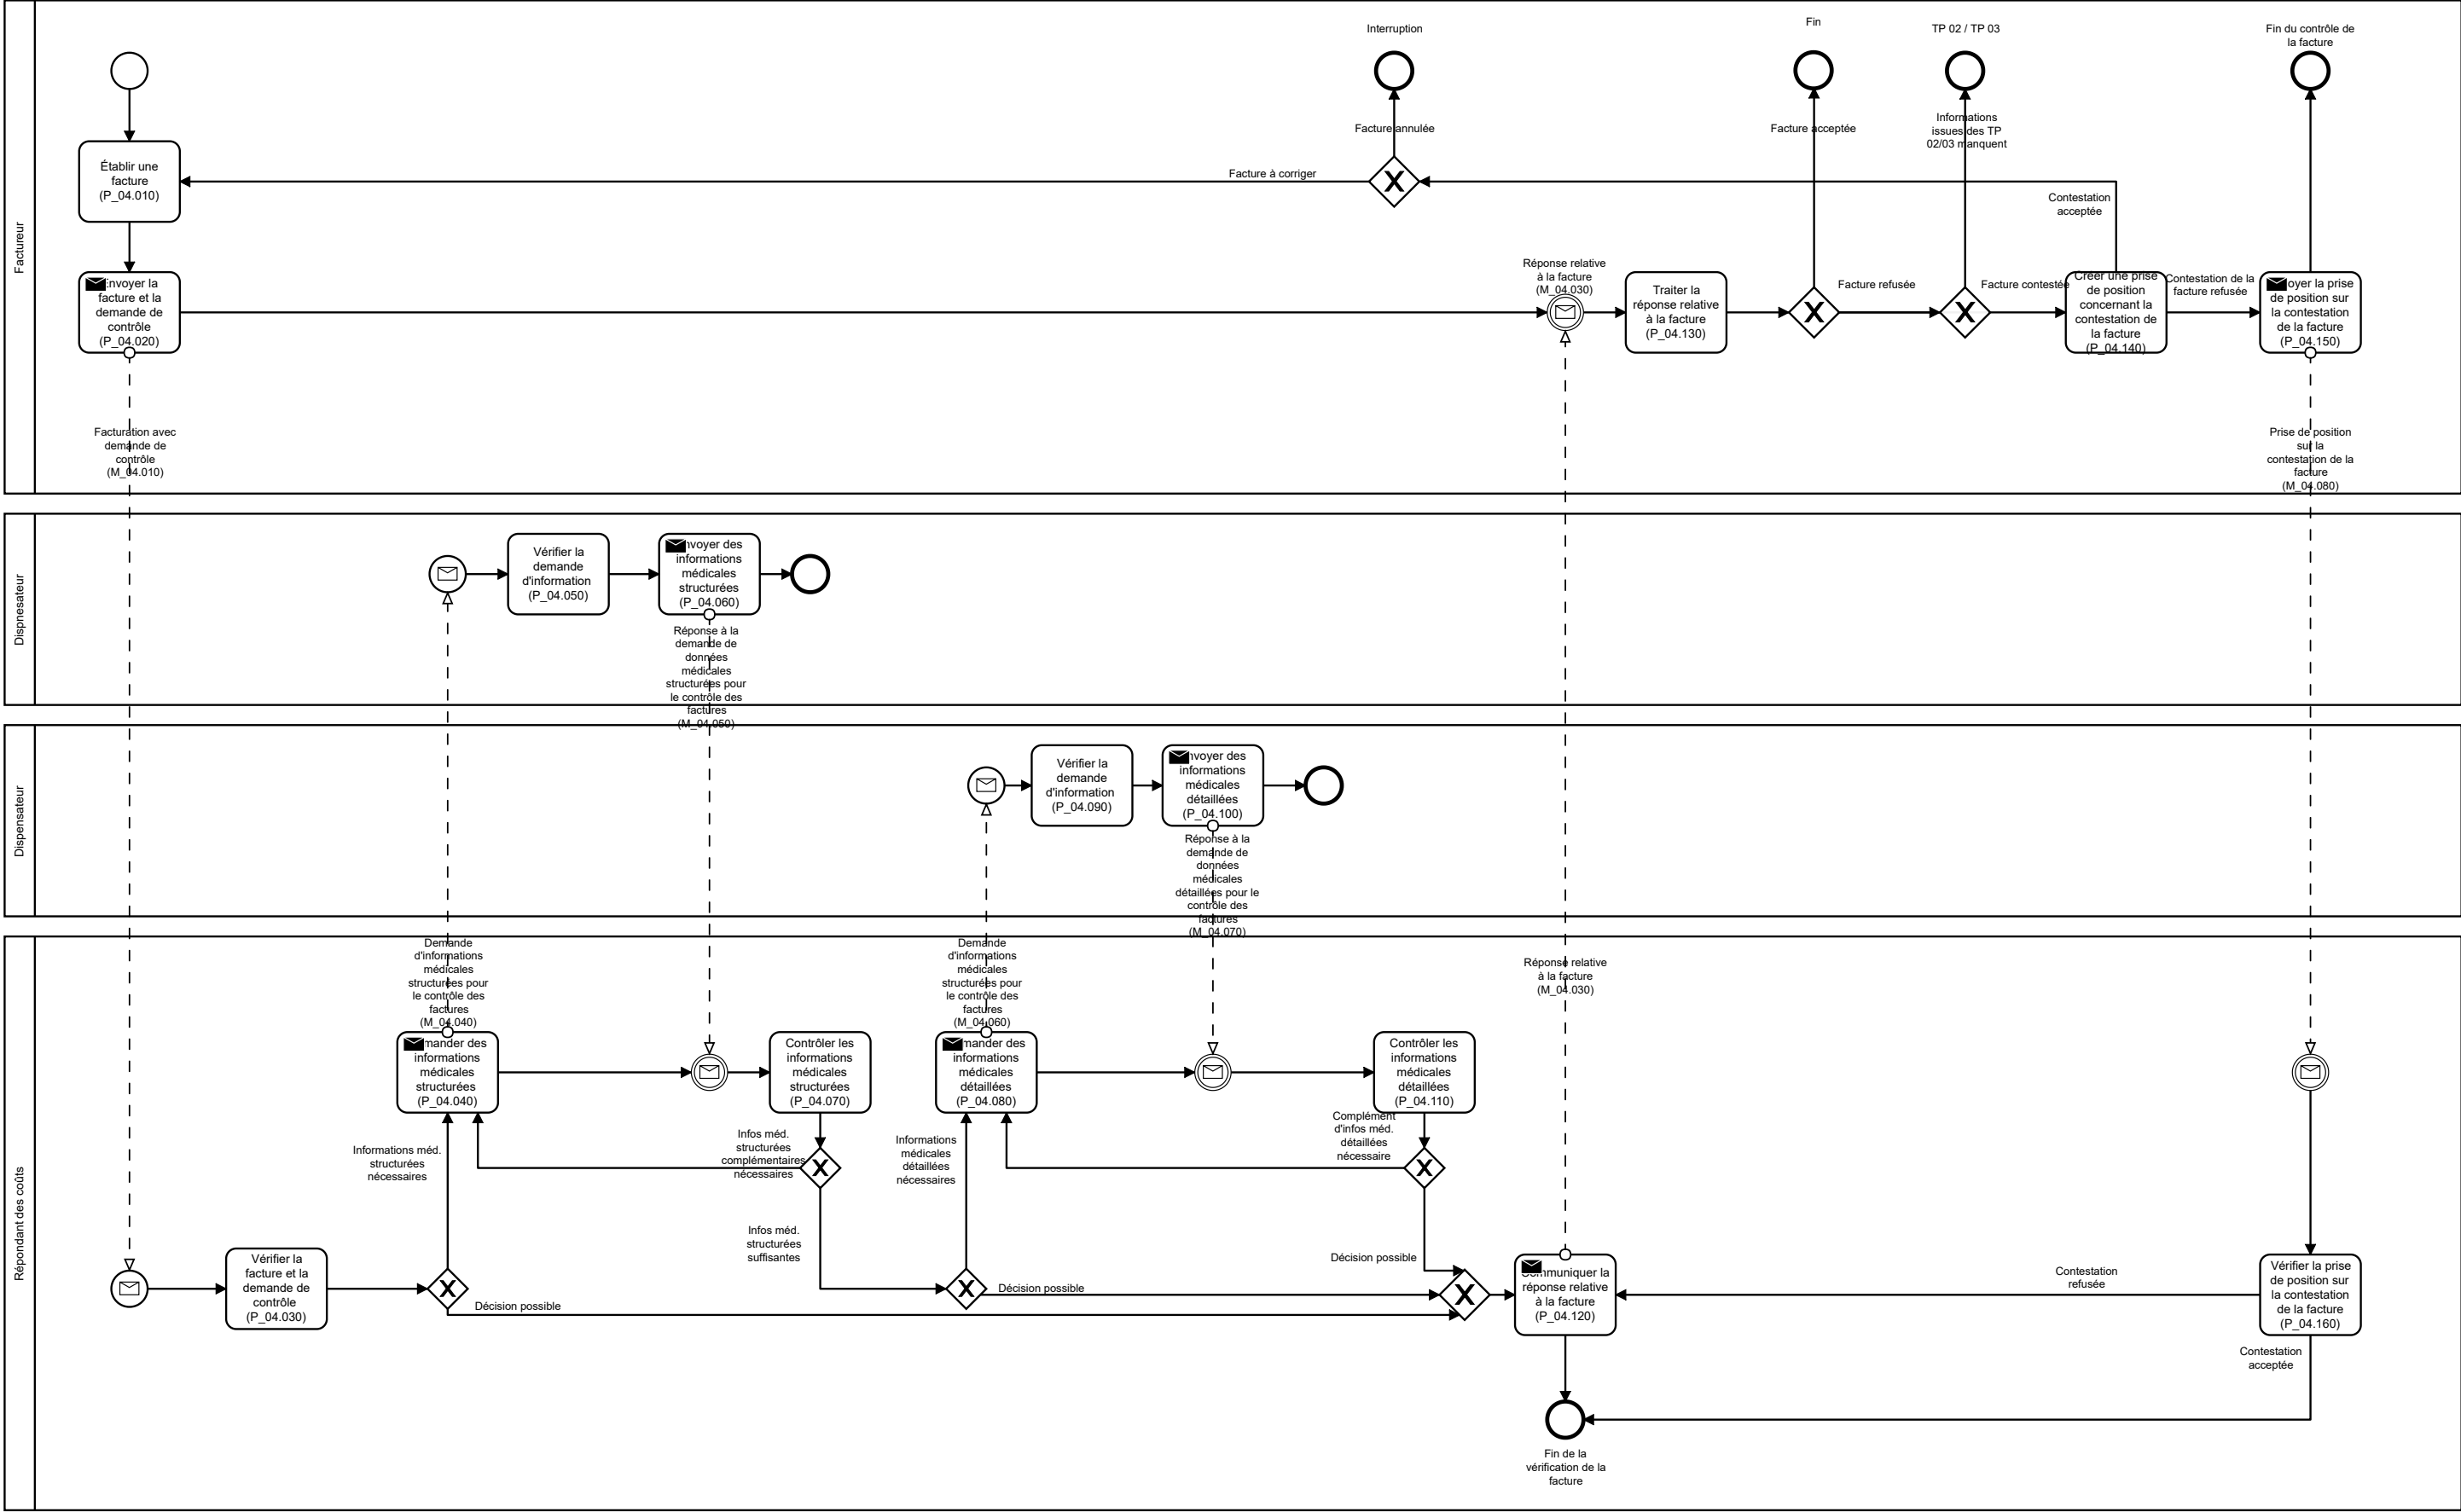 Factureur
Interruption
Fin
TP 02 / TP 03
Fin du contrôle de
la facture
Facture annulée
Facture acceptée
Informations
issues des TP
02/03 manquent
Établir une
facture
(P_04.010)
Facture à corriger
Contestation
acceptée
nvoyer la
facture et la
demande de
contrôle
(P_04.020)
Réponse relative
à la facture
(M_04.030)
Traiter la
réponse relative
à la facture
(P_04.130)
Facture refusée
Facture contestée
Créer une prise
de position
concernant la
contestation de
la facture
(P_04.140)
Contestation de la
facture refusée
oyer la prise
de position sur
la contestation
de la facture
(P_04.150)
Facturation avec
demande de
contrôle
(M_04.010)
Prise de position
sur la
contestation de la
facture
(M_04.080)
Dispnesateur
Vérifier la
demande
d'information
(P_04.050)
nvoyer des
informations
médicales
structurées
(P_04.060)
Réponse à la
demande de
données
médicales
structurées pour
le contrôle des
factures
(M_04.050)
Dispensateur
Vérifier la
demande
d'information
(P_04.090)
nvoyer des
informations
médicales
détaillées
(P_04.100)
Réponse à la
demande de
données
médicales
détaillées pour le
contrôle des
factures
(M_04.070)
Répondant des coûts
Demande
d'informations
médicales
structurées pour
le contrôle des
factures
(M_04.040)
Demande
d'informations
médicales
structurées pour
le contrôle des
factures
(M_04.060)
Réponse relative
à la facture
(M_04.030)
mander des
informations
médicales
structurées
(P_04.040)
Contrôler les
informations
médicales
structurées
(P_04.070)
mander des
informations
médicales
détaillées
(P_04.080)
Contrôler les
informations
médicales
détaillées
(P_04.110)
Informations méd.
structurées
nécessaires
Infos méd.
structurées
complémentaires
nécessaires
Informations
médicales
détaillées
nécessaires
Complément
d'infos méd.
détaillées
nécessaire
Infos méd.
structurées
suffisantes
Vérifier la
facture et la
demande de
contrôle
(P_04.030)
Décision possible
Décision possible
Décision possible
Communiquer la
réponse relative
à la facture
(P_04.120)
Contestation
refusée
Vérifier la prise
de position sur
la contestation
de la facture
(P_04.160)
Contestation
acceptée
Fin de la
vérification de la
facture